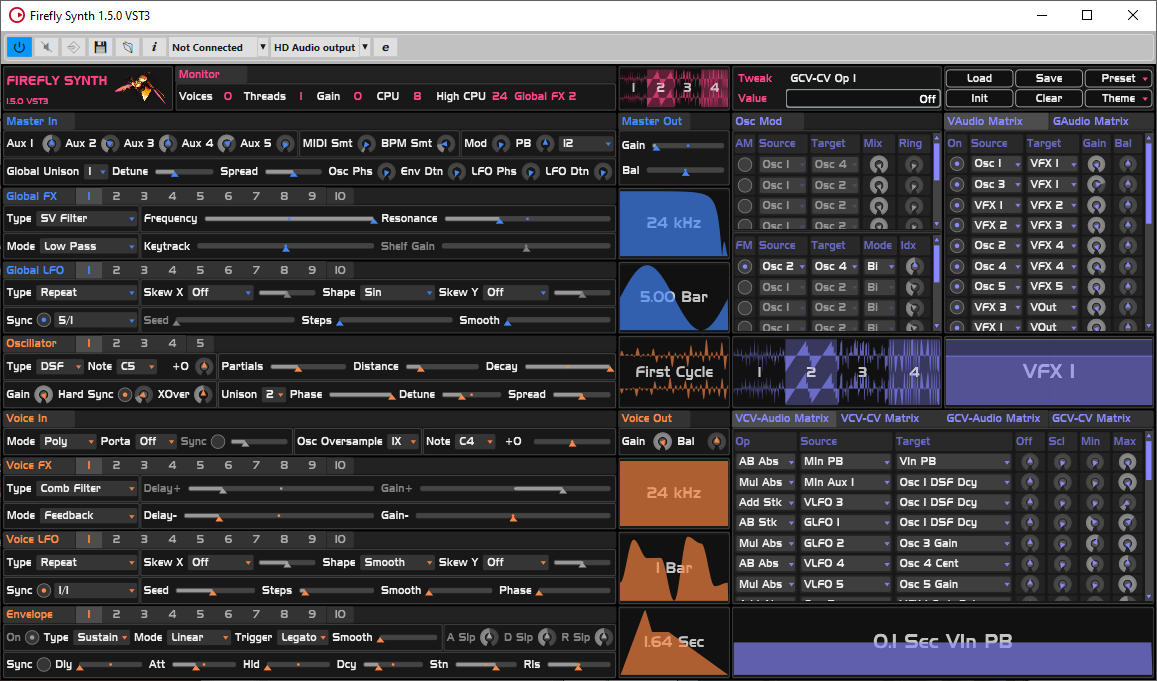 Firefly Synth 1.5.0 VST3
i Not Connected HD Audio output e
FIREFLY SYNTH
1.5.0 VST3
Monitor
Voices 0 Threads 1 Gain 0 CPU 8 High CPU 24 Global FX 2
1 2 3 4
Tweak GCV-CV Op 1
Value Off
Load Save Preset
Init Clear Theme
Master In
Aux 1 Aux 2 Aux 3 Aux 4 Aux 5 MIDI Smt BPM Smt Mod PB 12
Global Unison 1 Detune Spread Osc Phs Env Dtn LFO Phs LFO Dtn
Master Out
Gain
Bal
Global FX 1 2 3 4 5 6 7 8 9 10
Type SV Filter Frequency Resonance
Mode Low Pass Keytrack Shelf Gain
24 kHz
Global LFO 1 2 3 4 5 6 7 8 9 10
Type Repeat Skew X Off Shape Sin Skew Y Off
Sync 5/1 Seed Steps Smooth
5.00 Bar
Osc Mod
AM Source Target Mix Ring
Osc 1 Osc 4
Osc 1 Osc 2
Osc 1 Osc 2
Osc 1 Osc 2
FM Source Target Mode Idx
Osc 2 Osc 4 Bi
Osc 1 Osc 2 Bi
Osc 1 Osc 2 Bi
Osc 1 Osc 2 Bi
VAudio Matrix GAudio Matrix
On Source Target Gain Bal
Osc 1 VFX 1
Osc 3 VFX 1
VFX 1 VFX 2
VFX 2 VFX 3
Osc 2 VFX 4
Osc 4 VFX 4
Osc 5 VFX 5
VFX 3 VOut
VFX 1 VOut
Oscillator 1 2 3 4 5
Type DSF Note C5 +0 Partials Distance Decay
Gain Hard Sync XOver Unison 2 Phase Detune Spread
First Cycle
1 2 3 4
VFX 1
Voice In
Mode Poly Porta Off Sync Osc Oversample 1X Note C4 +0
Voice Out
Gain Bal
Voice FX 1 2 3 4 5 6 7 8 9 10
Type Comb Filter Delay+ Gain+
Mode Feedback Delay- Gain-
24 kHz
Voice LFO 1 2 3 4 5 6 7 8 9 10
Type Repeat Skew X Off Shape Smooth Skew Y Off
Sync 1/1 Seed Steps Smooth Phase
1 Bar
Envelope 1 2 3 4 5 6 7 8 9 10
On Type Sustain Mode Linear Trigger Legato Smooth A Slp D Slp R Slp
Sync Dly Att Hld Dcy Stn Rls
1.64 Sec
VCV-Audio Matrix VCV-CV Matrix GCV-Audio Matrix GCV-CV Matrix
Op Source Target Off Scl Min Max
AB Abs MIn PB VIn PB
Mul Abs MIn Aux 1 Osc 1 DSF Dcy
Add Stk VLFO 3 Osc 1 DSF Dcy
AB Stk GLFO 1 Osc 1 DSF Dcy
Mul Abs GLFO 2 Osc 3 Gain
AB Abs VLFO 4 Osc 4 Cent
Mul Abs VLFO 5 Osc 5 Gain
0.1 Sec VIn PB